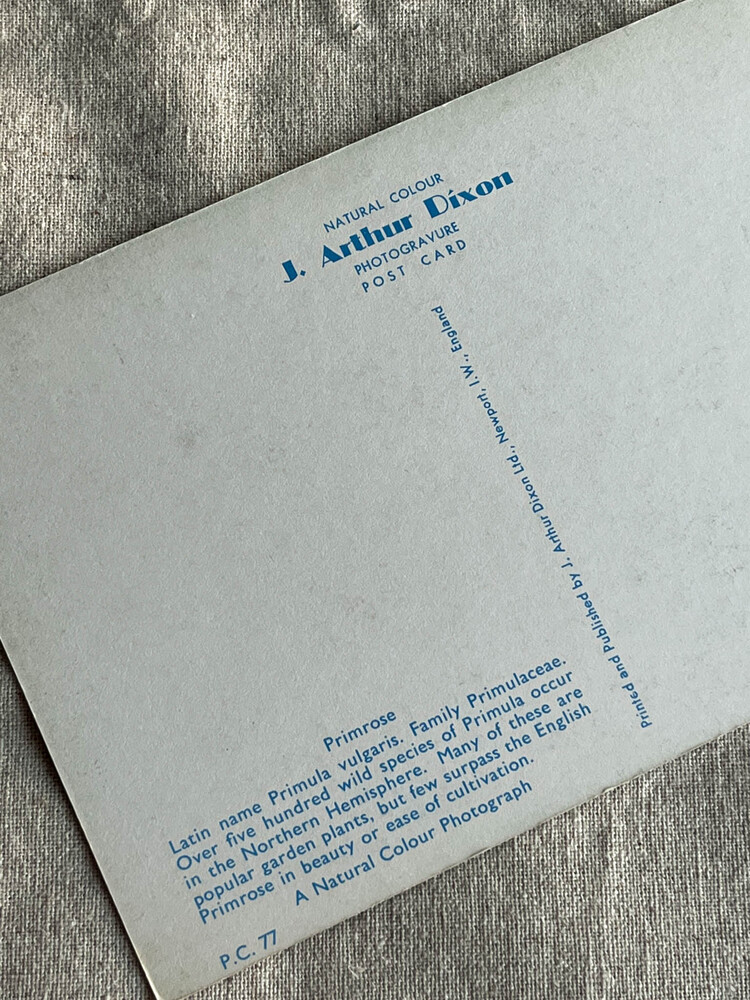 NATURAL COLOUR
J. Arthur Dixon
PHOTOGRAVURE
POST CARD
Printed and Published by J. Arthur Dixon Ltd., Newport, I.W., England
Primrose
Latin name Primula vulgaris. Family Primulaceae.
Over five hundred wild species of Primula occur
in the Northern Hemisphere. Many of these are
popular garden plants, but few surpass the English
Primrose in beauty or ease of cultivation.
A Natural Colour Photograph
P.C. 77